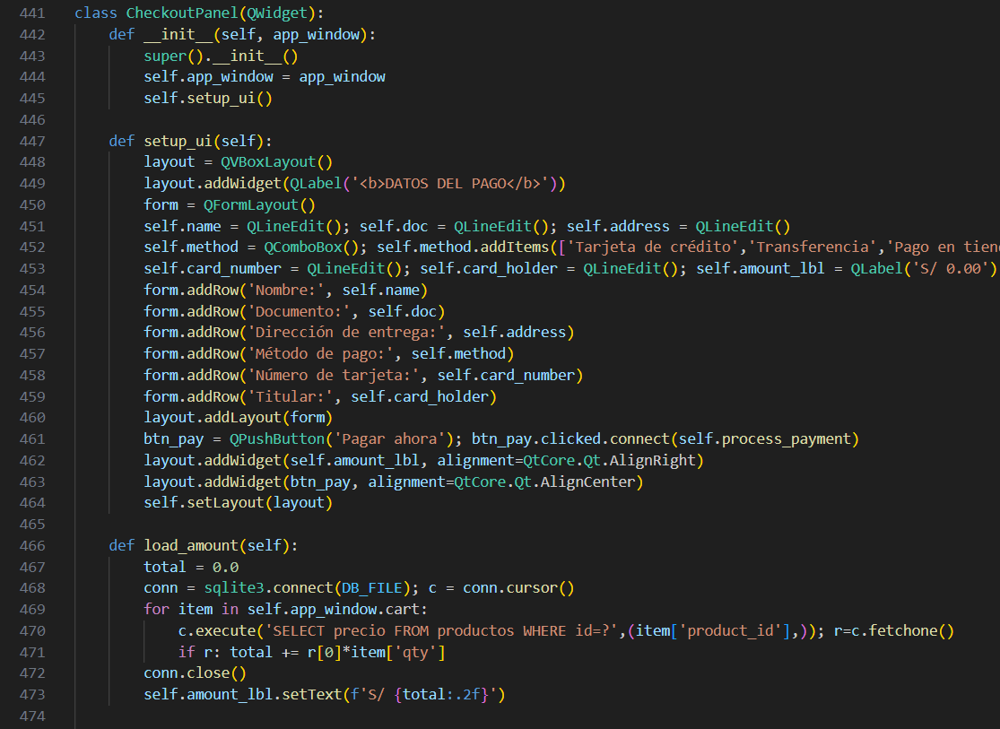 441 class CheckoutPanel(QWidget):
442     def __init__(self, app_window):
443         super().__init__()
444         self.app_window = app_window
445         self.setup_ui()
446
447     def setup_ui(self):
448         layout = QVBoxLayout()
449         layout.addWidget(QLabel('<b>DATOS DEL PAGO</b>'))
450         form = QFormLayout()
451         self.name = QLineEdit(); self.doc = QLineEdit(); self.address = QLineEdit()
452         self.method = QComboBox(); self.method.addItems(['Tarjeta de crédito','Transferencia','Pago en tien
453         self.card_number = QLineEdit(); self.card_holder = QLineEdit(); self.amount_lbl = QLabel('S/ 0.00')
454         form.addRow('Nombre:', self.name)
455         form.addRow('Documento:', self.doc)
456         form.addRow('Dirección de entrega:', self.address)
457         form.addRow('Método de pago:', self.method)
458         form.addRow('Número de tarjeta:', self.card_number)
459         form.addRow('Titular:', self.card_holder)
460         layout.addLayout(form)
461         btn_pay = QPushButton('Pagar ahora'); btn_pay.clicked.connect(self.process_payment)
462         layout.addWidget(self.amount_lbl, alignment=QtCore.Qt.AlignRight)
463         layout.addWidget(btn_pay, alignment=QtCore.Qt.AlignCenter)
464         self.setLayout(layout)
465
466     def load_amount(self):
467         total = 0.0
468         conn = sqlite3.connect(DB_FILE); c = conn.cursor()
469         for item in self.app_window.cart:
470             c.execute('SELECT precio FROM productos WHERE id=?',(item['product_id'],)); r=c.fetchone()
471             if r: total += r[0]*item['qty']
472         conn.close()
473         self.amount_lbl.setText(f'S/ {total:.2f}')
474